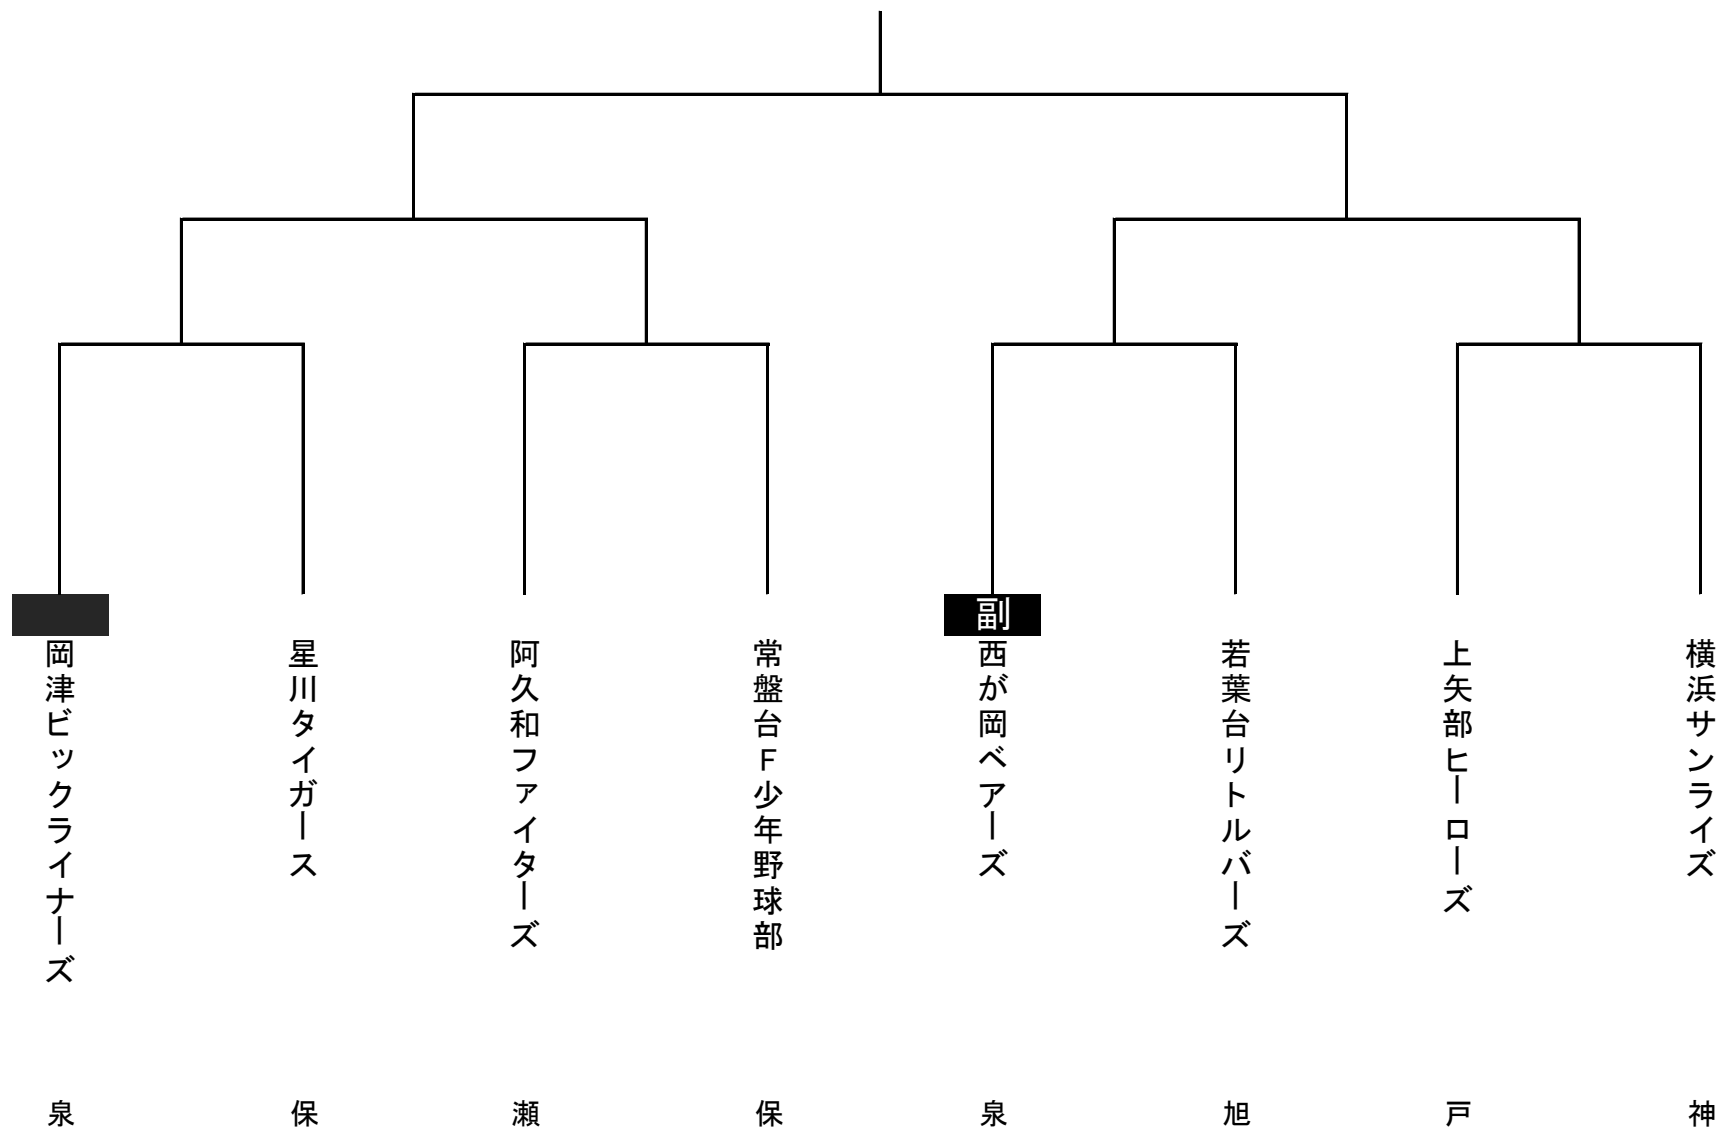 副
岡津ビックライナーズ
星川タイガース
阿久和ファイターズ
常盤台F少年野球部
西が岡ベアーズ
若葉台リトルバーズ
上矢部ヒーローズ
横浜サンライズ
泉
保
瀬
保
泉
旭
戸
神